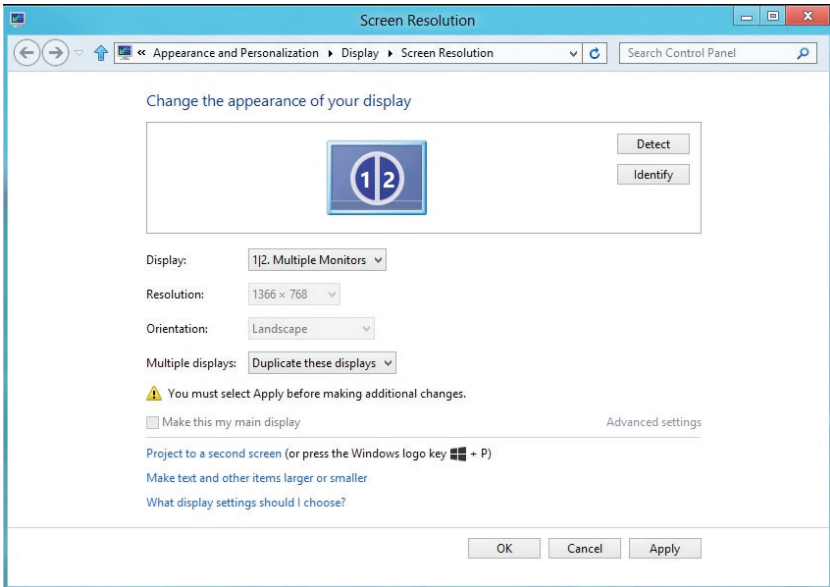 Screen Resolution
« Appearance and Personalization ▸ Display ▸ Screen Resolution
Search Control Panel
Change the appearance of your display
1|2
Detect
Identify
Display: 1|2. Multiple Monitors
Resolution: 1366 × 768
Orientation: Landscape
Multiple displays: Duplicate these displays
You must select Apply before making additional changes.
Make this my main display Advanced settings
Project to a second screen (or press the Windows logo key + P)
Make text and other items larger or smaller
What display settings should I choose?
OK Cancel Apply